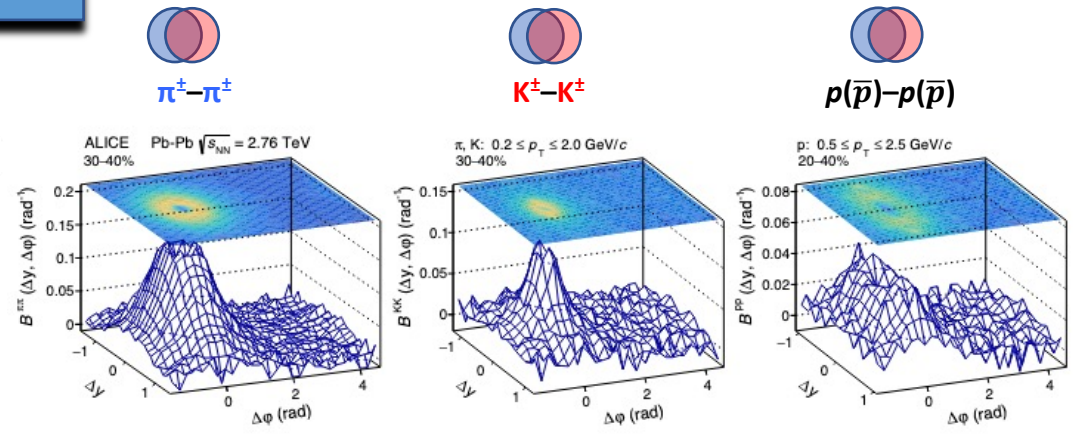 π±–π±
K±–K±
p(p̅)–p(p̅)
ALICE Pb-Pb √sNN = 2.76 TeV
30–40%
π, K: 0.2 ≤ pT ≤ 2.0 GeV/c
30–40%
p: 0.5 ≤ pT ≤ 2.5 GeV/c
20–40%
B^ππ (Δy, Δφ) (rad⁻¹)
0.2
0.15
0.1
0.05
0
−1
0
1
Δy
0
2
4
Δφ (rad)
B^KK (Δy, Δφ) (rad⁻¹)
0.15
0.1
0.05
0
−1
0
1
Δy
0
2
4
Δφ (rad)
B^pp (Δy, Δφ) (rad⁻¹)
0.08
0.06
0.04
0.02
0
−1
0
1
Δy
0
2
4
Δφ (rad)